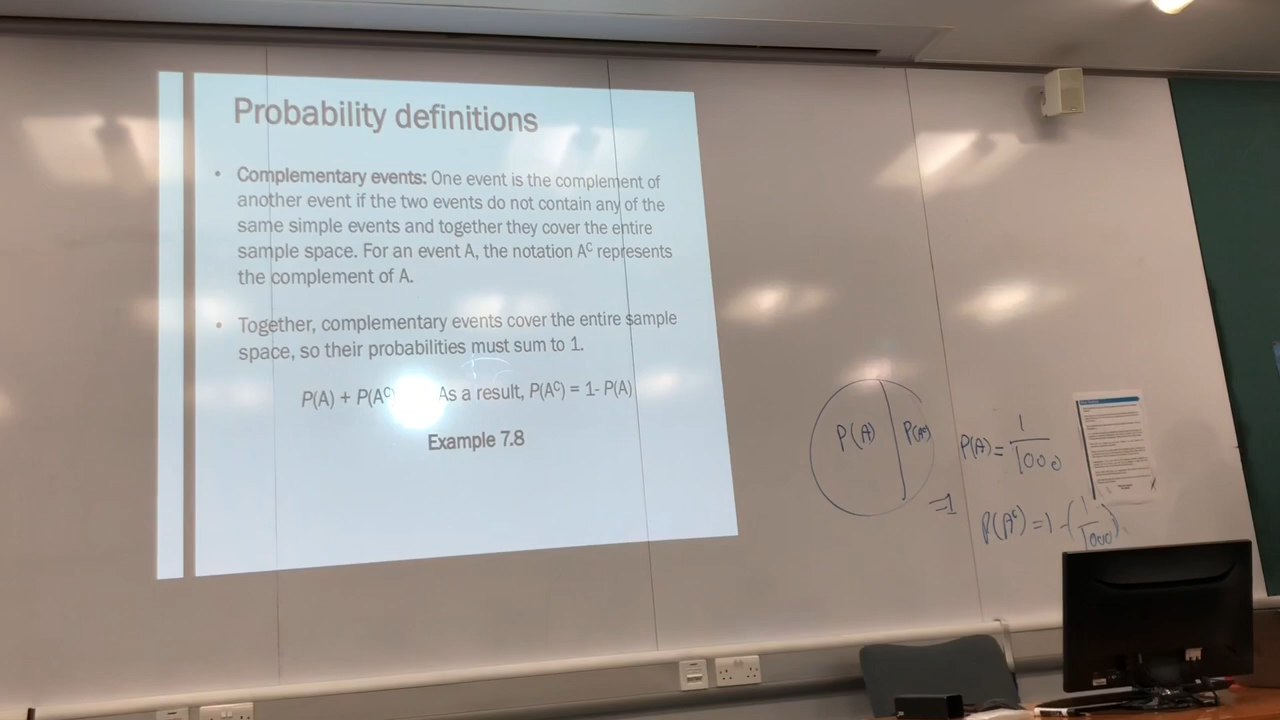 Probability definitions
• Complementary events: One event is the complement of
another event if the two events do not contain any of the
same simple events and together they cover the entire
sample space. For an event A, the notation Aᶜ represents
the complement of A.
• Together, complementary events cover the entire sample
space, so their probabilities must sum to 1.
P(A) + P(Aᶜ) As a result, P(Aᶜ) = 1- P(A)
Example 7.8
P(A) P(Aᶜ)
=1
P(A) = 1/1000
P(Aᶜ) = 1 - (1/1000)